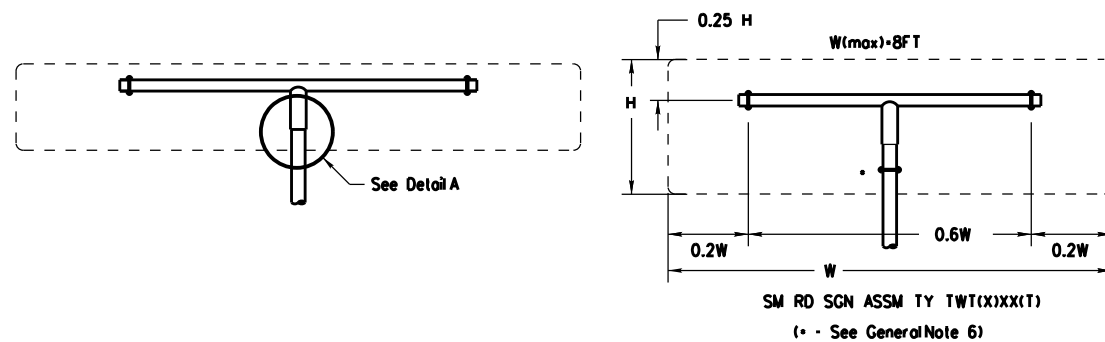 0.25 H
W(max)=8FT
H
See Detail A
0.2W
0.6W
0.2W
W
SM RD SGN ASSM TY TWT(X)XX(T)
(* - See General Note 6)